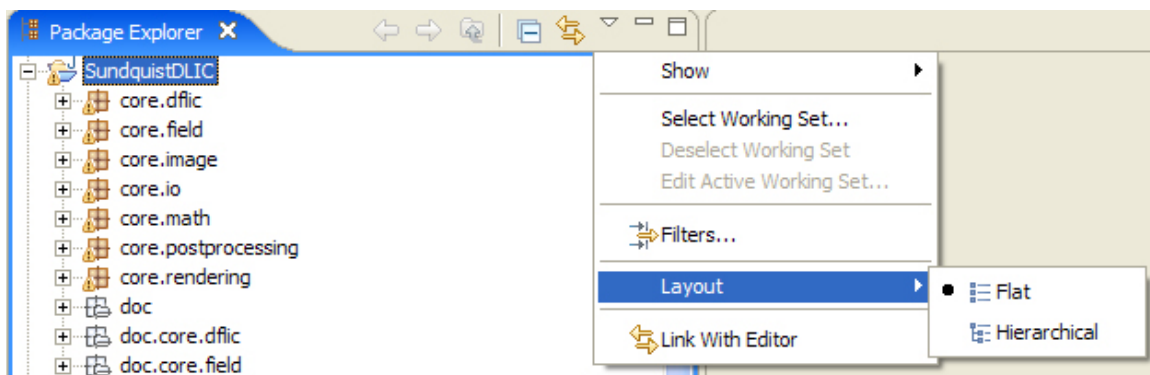 Package Explorer
SundquistDLIC
core.dflic
core.field
core.image
core.io
core.math
core.postprocessing
core.rendering
doc
doc.core.dflic
doc.core.field
Show
Select Working Set...
Deselect Working Set
Edit Active Working Set...
Filters...
Layout
Link With Editor
Flat
Hierarchical